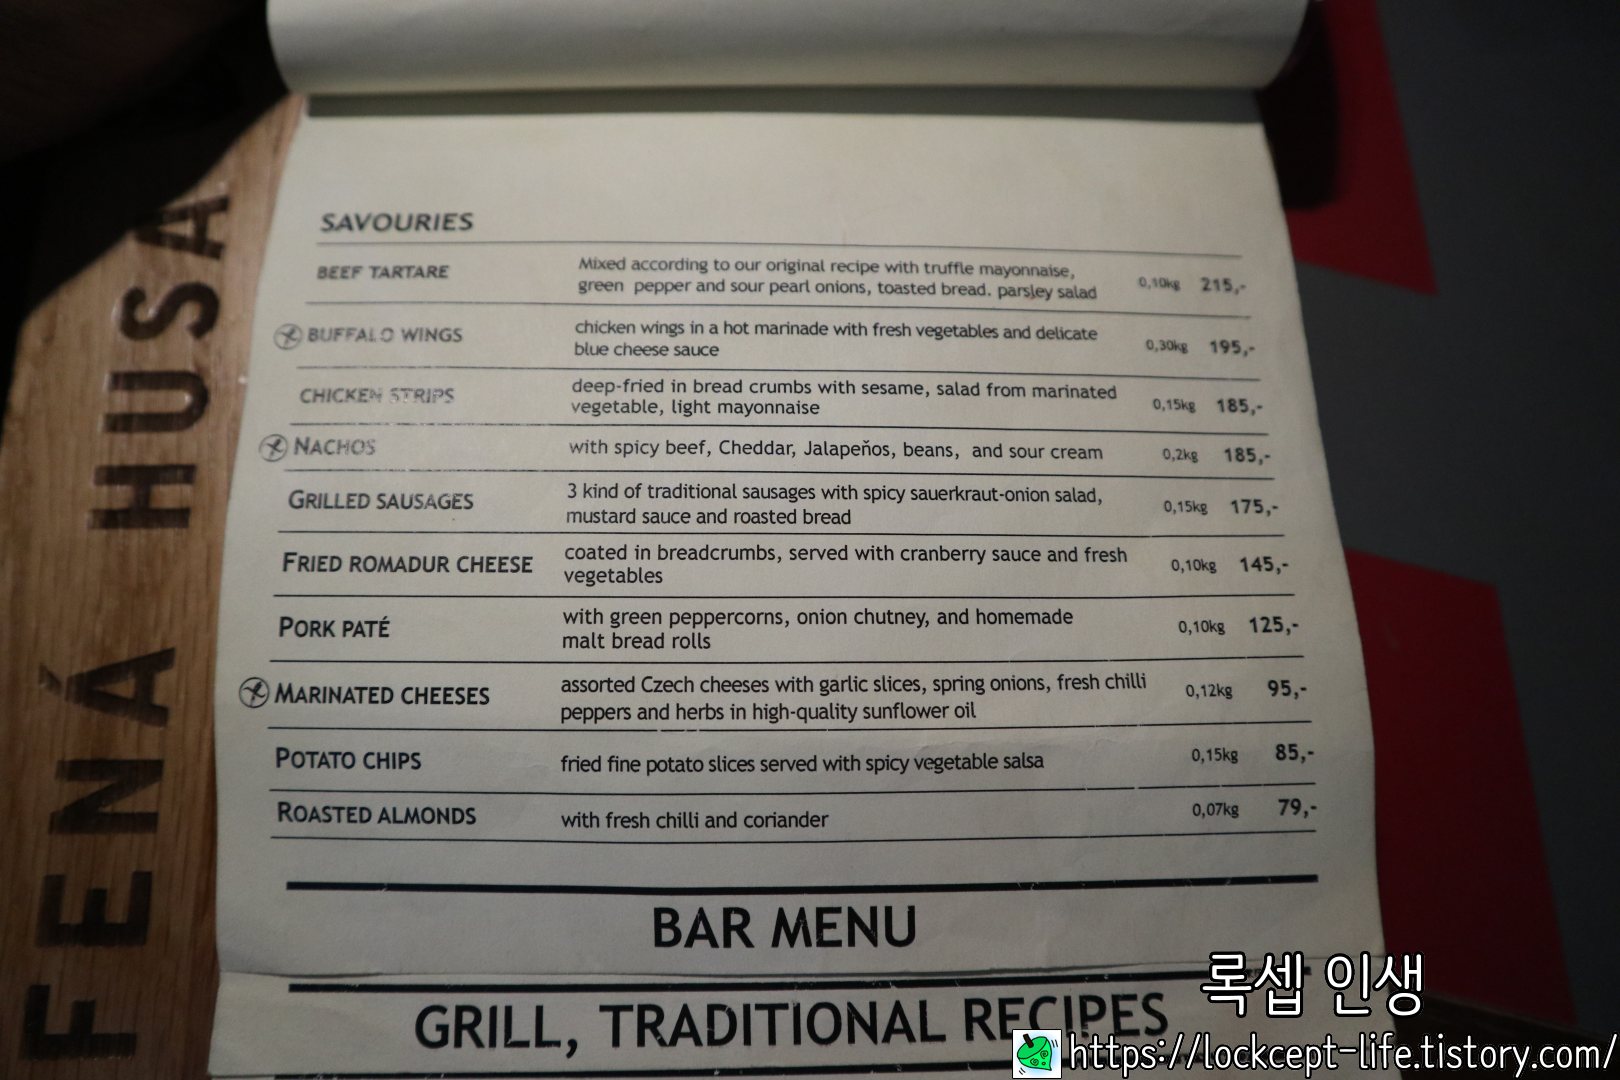 FENÁ HUSA
SAVOURIES
BEEF TARTARE
Mixed according to our original recipe with truffle mayonnaise,
green pepper and sour pearl onions, toasted bread. parsley salad
0,10kg 215,-
BUFFALO WINGS
chicken wings in a hot marinade with fresh vegetables and delicate
blue cheese sauce
0,30kg 195,-
CHICKEN STRIPS
deep-fried in bread crumbs with sesame, salad from marinated
vegetable, light mayonnaise
0,15kg 185,-
NACHOS
with spicy beef, Cheddar, Jalapeňos, beans, and sour cream
0,2kg 185,-
GRILLED SAUSAGES
3 kind of traditional sausages with spicy sauerkraut-onion salad,
mustard sauce and roasted bread
0,15kg 175,-
FRIED ROMADUR CHEESE
coated in breadcrumbs, served with cranberry sauce and fresh
vegetables
0,10kg 145,-
PORK PATÉ
with green peppercorns, onion chutney, and homemade
malt bread rolls
0,10kg 125,-
MARINATED CHEESES
assorted Czech cheeses with garlic slices, spring onions, fresh chilli
peppers and herbs in high-quality sunflower oil
0,12kg 95,-
POTATO CHIPS
fried fine potato slices served with spicy vegetable salsa
0,15kg 85,-
ROASTED ALMONDS
with fresh chilli and coriander
0,07kg 79,-
BAR MENU
GRILL, TRADITIONAL RECIPES
록셉 인생
https://lockcept-life.tistory.com/